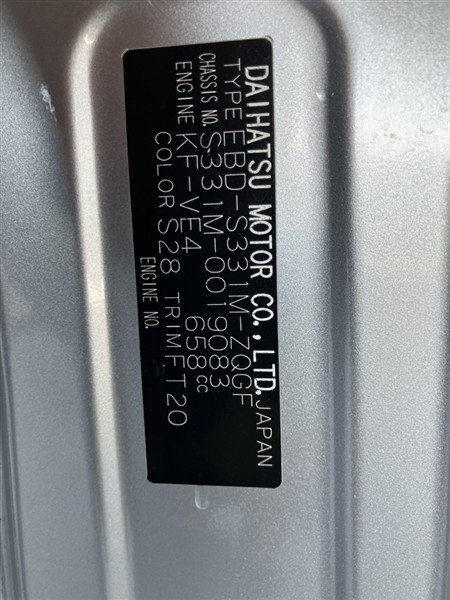 DAIHATSU MOTOR CO., LTD. JAPAN
TYPE EBD-S331M-ZQGF
CHASSIS NO. S331M-0019083
ENGINE KF-VE4 658cc
COLOR S28 TRIM FT20
ENGINE NO.